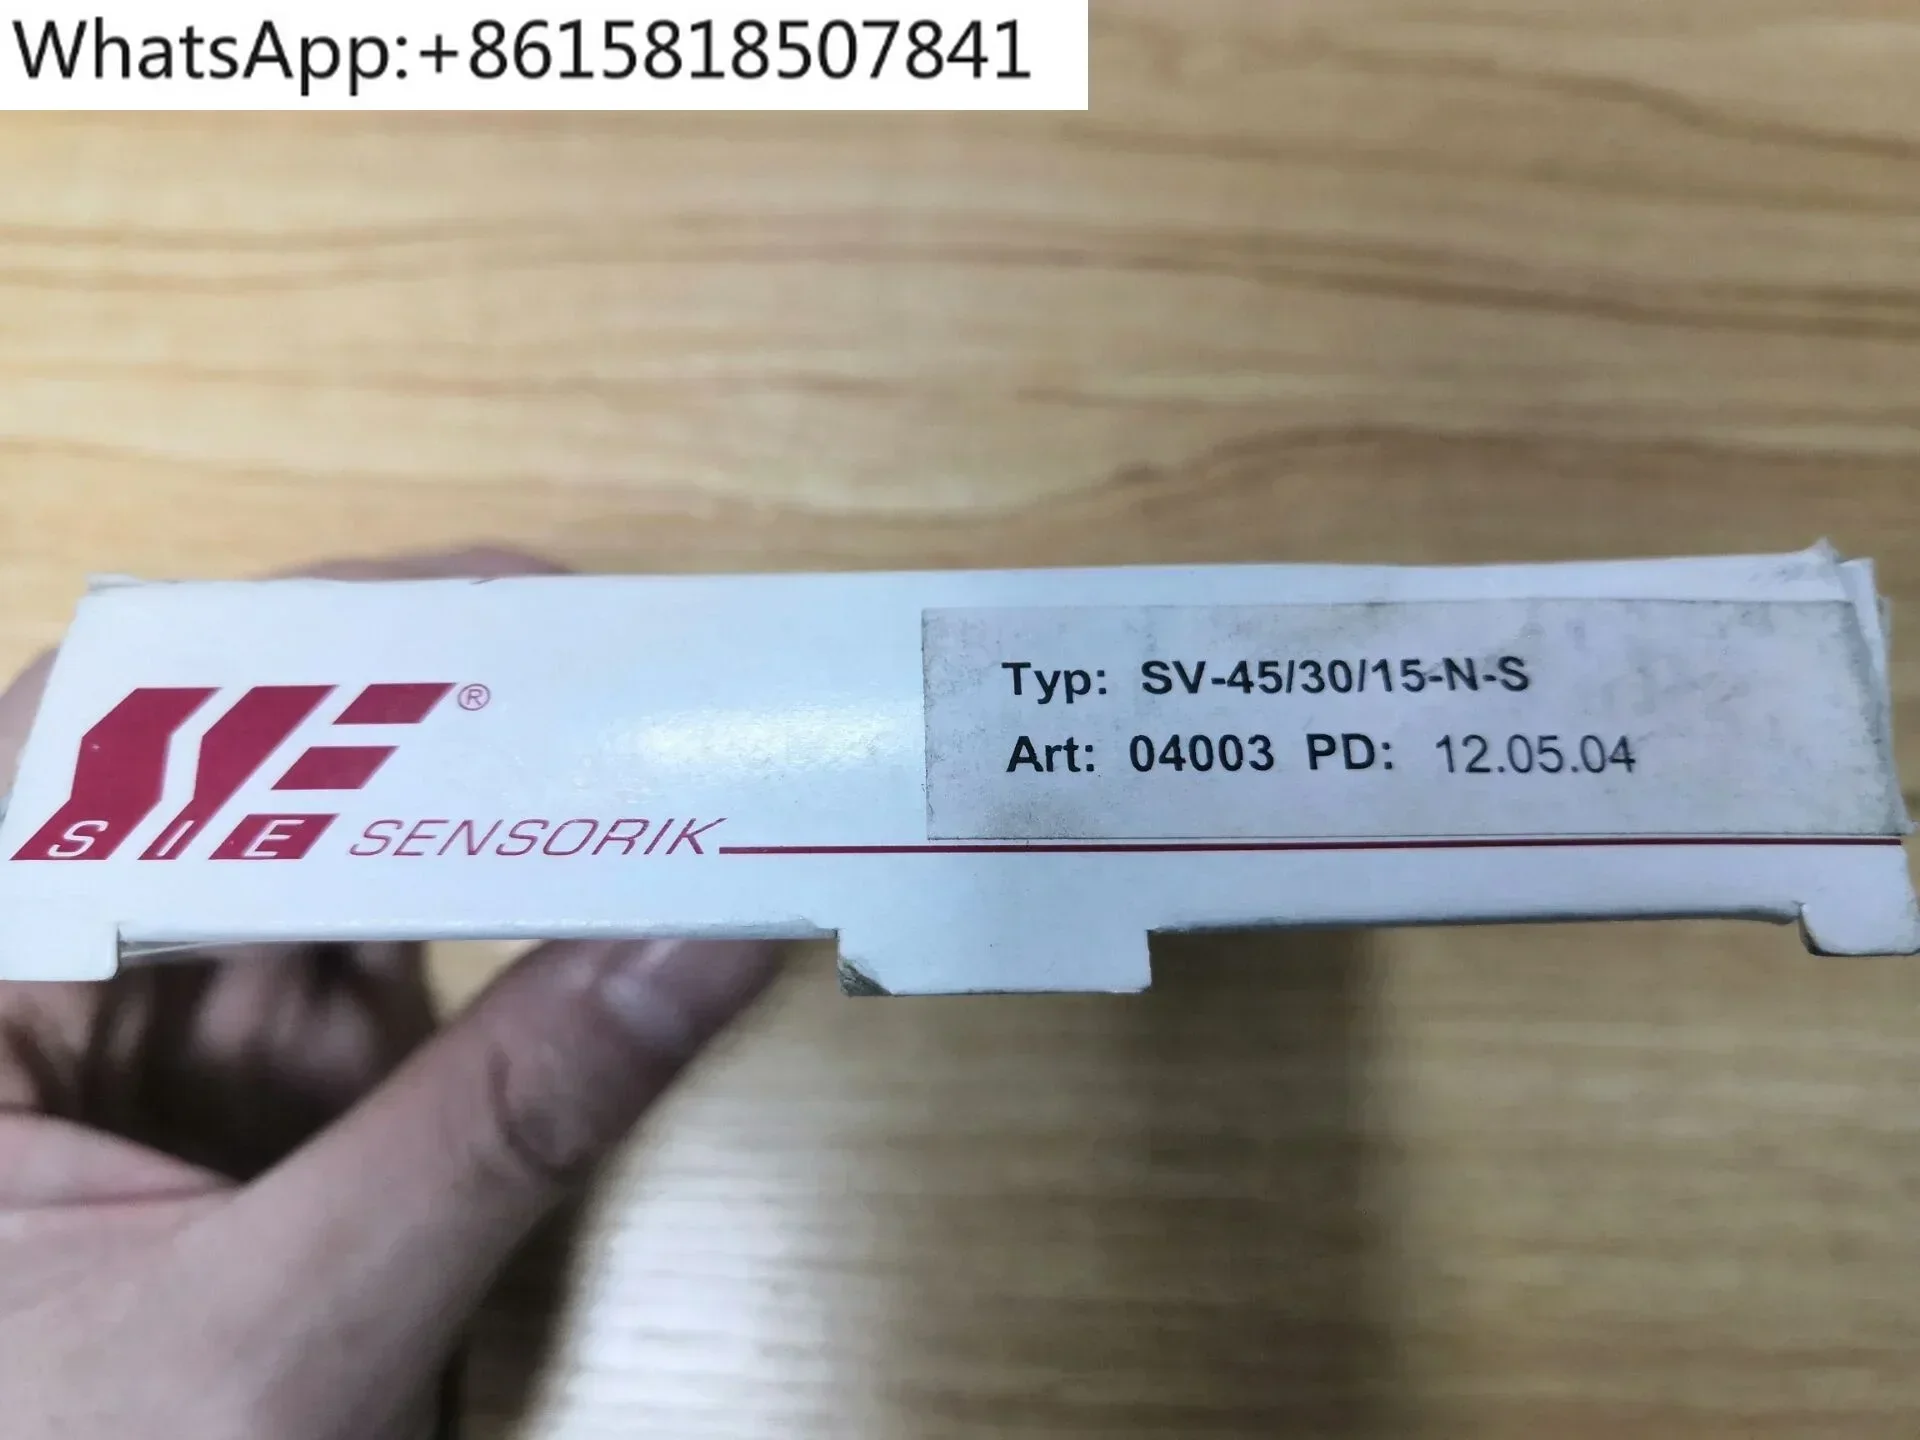 WhatsApp:+8615818507841
Typ: SV-45/30/15-N-S
Art: 04003 PD: 12.05.04
®
SIE SENSORIK